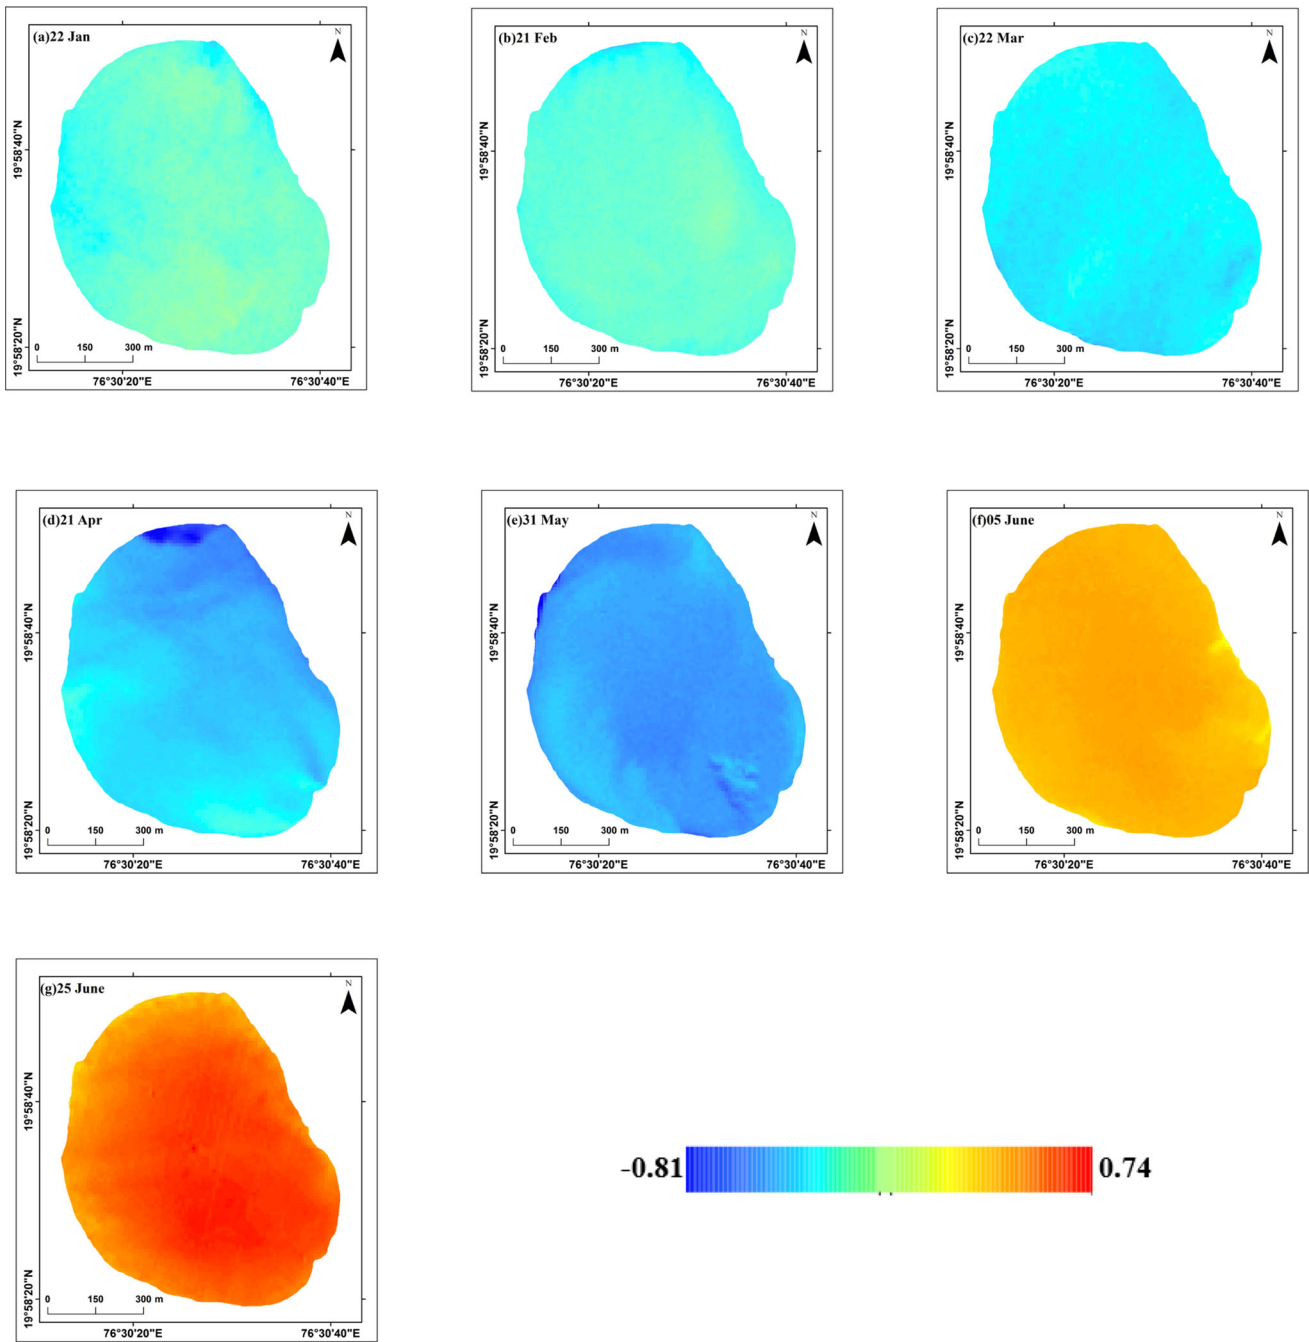 (a)22 Jan
N
19°58'40"N
19°58'20"N
0 150 300 m
76°30'20"E 76°30'40"E
(b)21 Feb
N
19°58'40"N
19°58'20"N
0 150 300 m
76°30'20"E 76°30'40"E
(c)22 Mar
N
19°58'40"N
19°58'20"N
0 150 300 m
76°30'20"E 76°30'40"E
(d)21 Apr
N
19°58'40"N
19°58'20"N
0 150 300 m
76°30'20"E 76°30'40"E
(e)31 May
N
19°58'40"N
19°58'20"N
0 150 300 m
76°30'20"E 76°30'40"E
(f)05 June
N
19°58'40"N
19°58'20"N
0 150 300 m
76°30'20"E 76°30'40"E
(g)25 June
N
19°58'40"N
19°58'20"N
0 150 300 m
76°30'20"E 76°30'40"E
-0.81 0.74